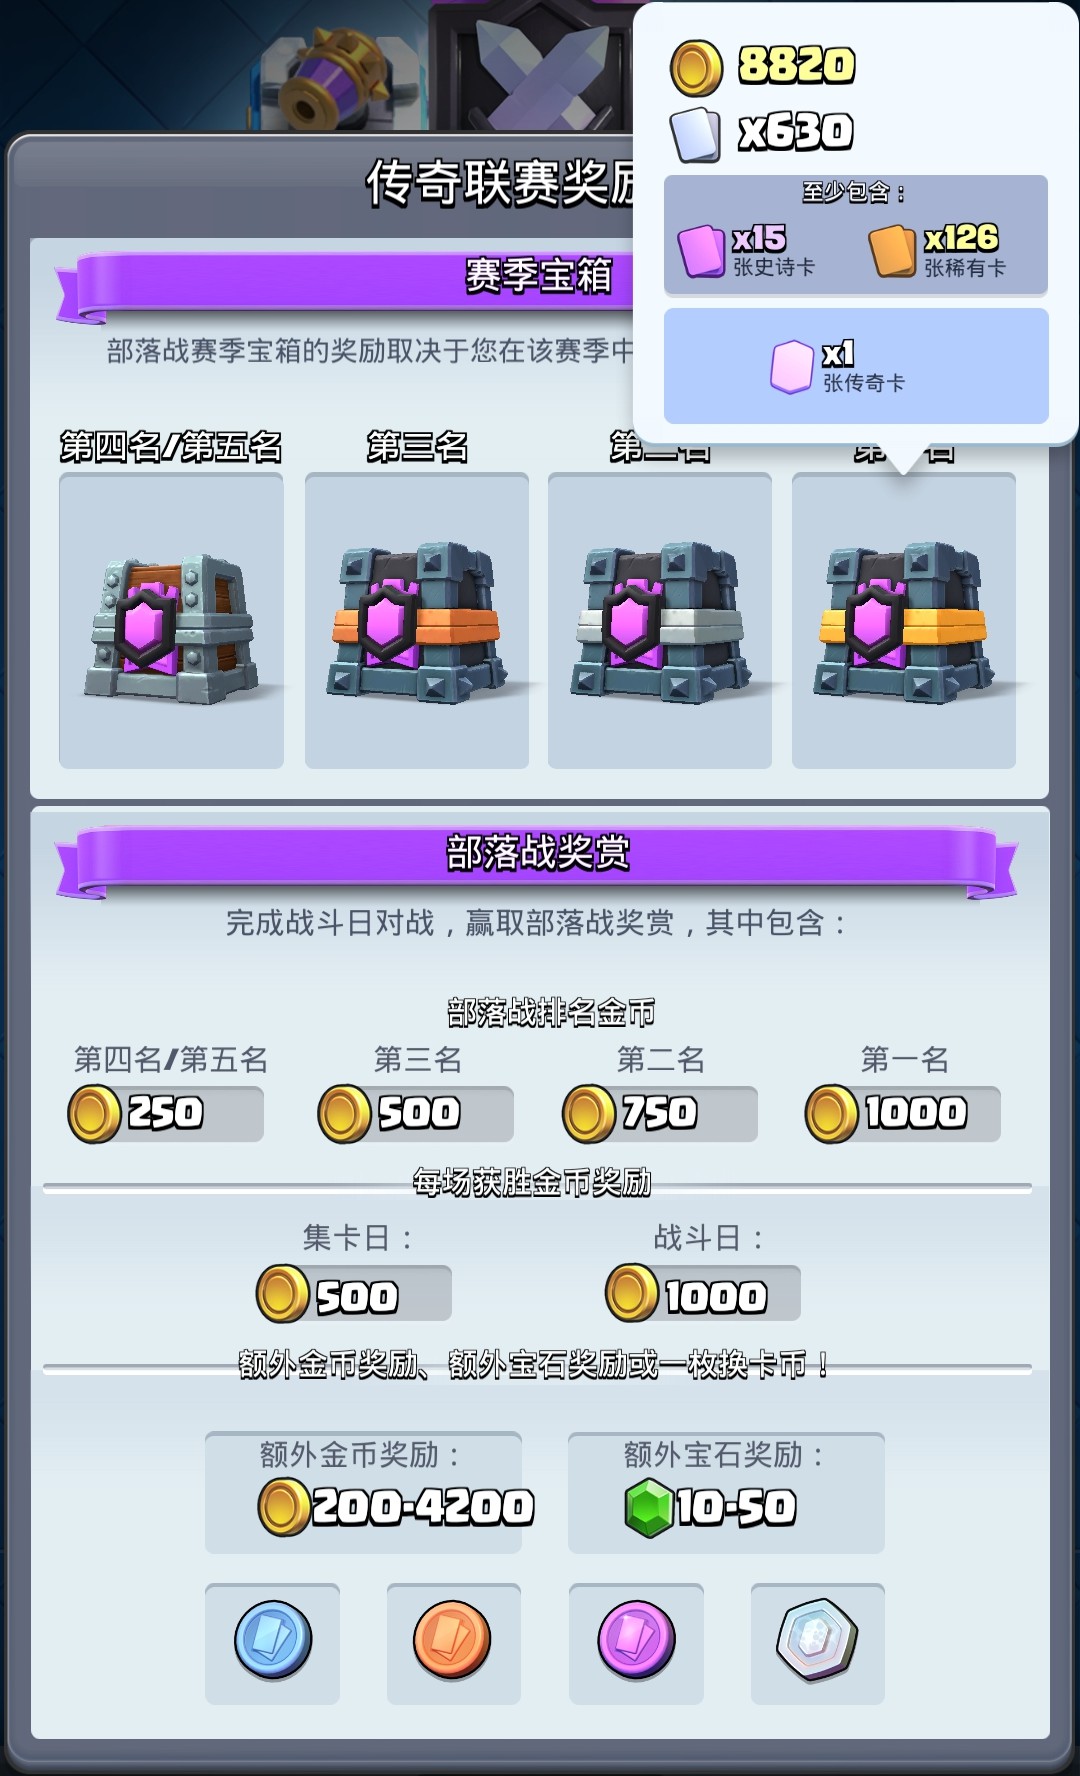 8820
x630
至少包含：
x15
张史诗卡
x126
张稀有卡
x1
张传奇卡
传奇联赛奖励
赛季宝箱
部落战赛季宝箱的奖励取决于您在该赛季中
第四名/第五名
第三名
第二名
第一名
部落战奖赏
完成战斗日对战，赢取部落战奖赏，其中包含：
部落战排名金币
第四名/第五名
第三名
第二名
第一名
250
500
750
1000
每场获胜金币奖励
集卡日：
战斗日：
500
1000
额外金币奖励、额外宝石奖励或一枚换卡币！
额外金币奖励：
额外宝石奖励：
200-4200
10-50